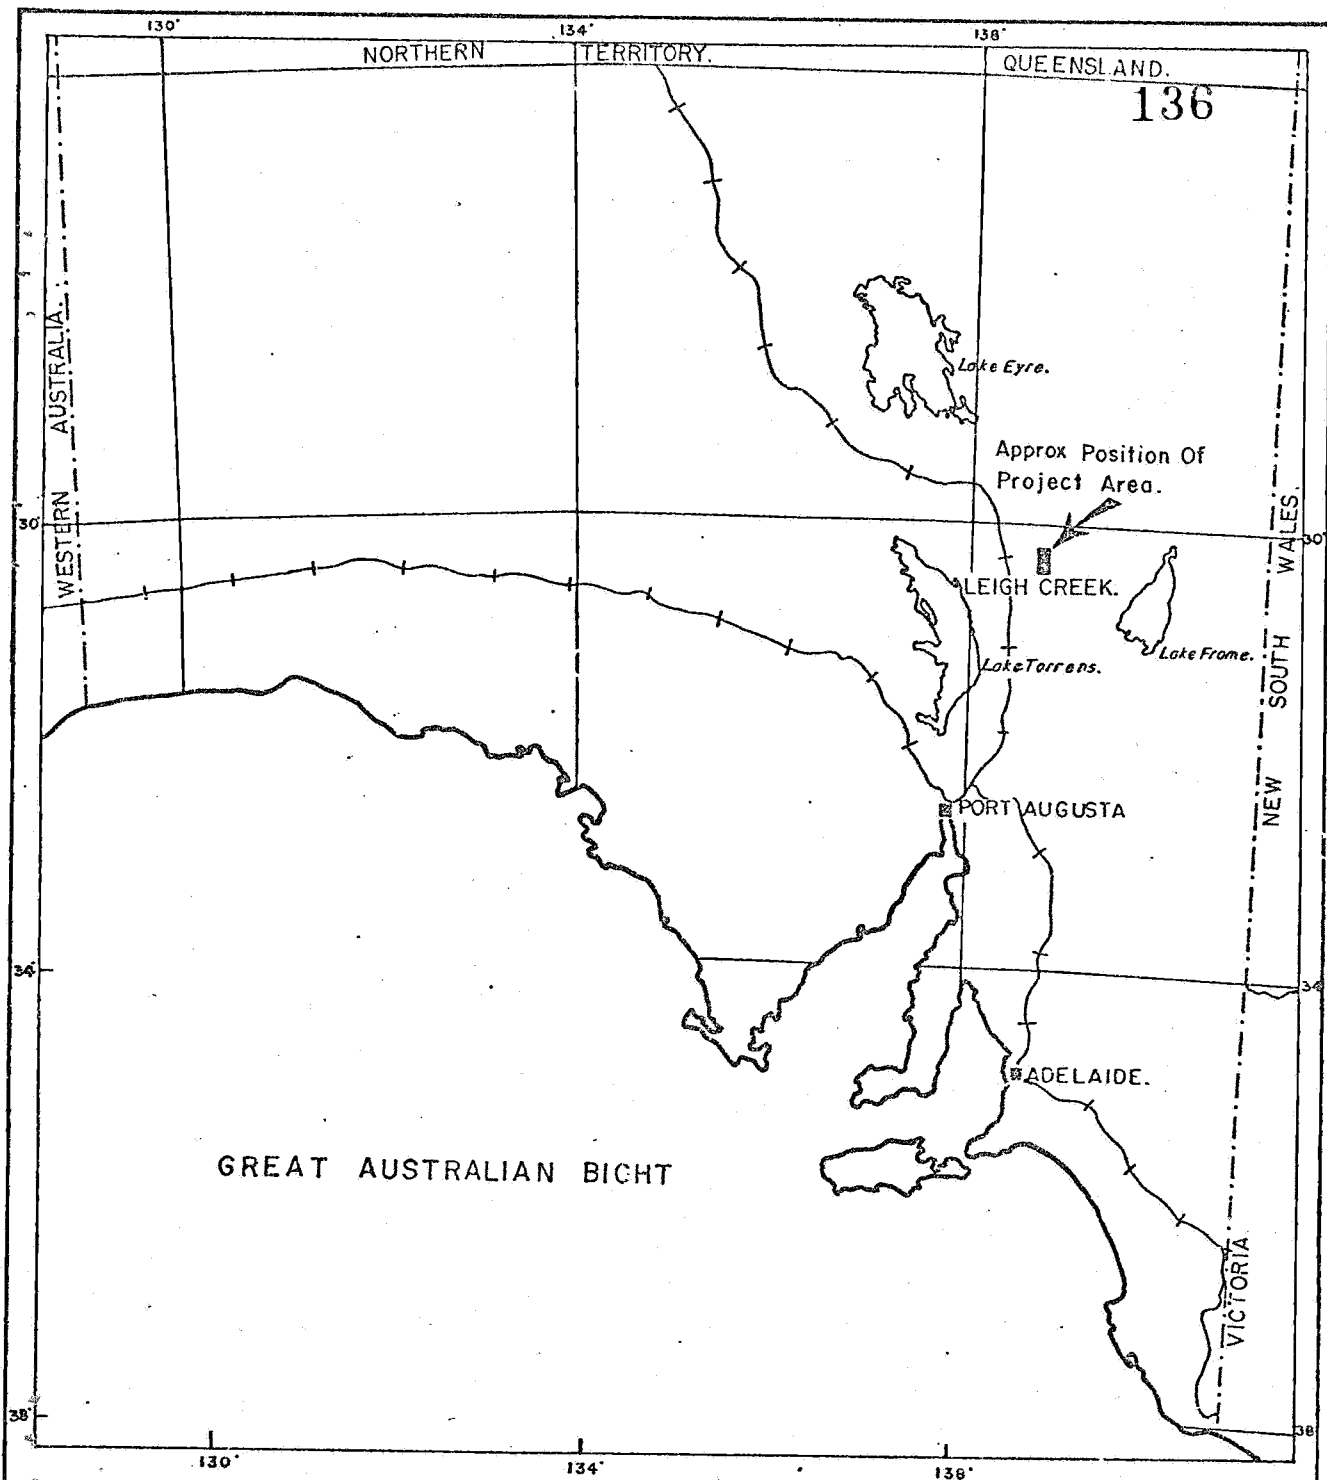 130° 134° 138°
NORTHERN TERRITORY. QUEENSLAND.
136
WESTERN AUSTRALIA.
Lake Eyre.
Approx Position Of
Project Area.
30° 30°
LEIGH CREEK.
Lake Torrens.
Lake Frome.
NEW SOUTH WALES.
PORT AUGUSTA
34° 34°
ADELAIDE.
GREAT AUSTRALIAN BIGHT
VICTORIA
38° 38°
130° 134° 138°